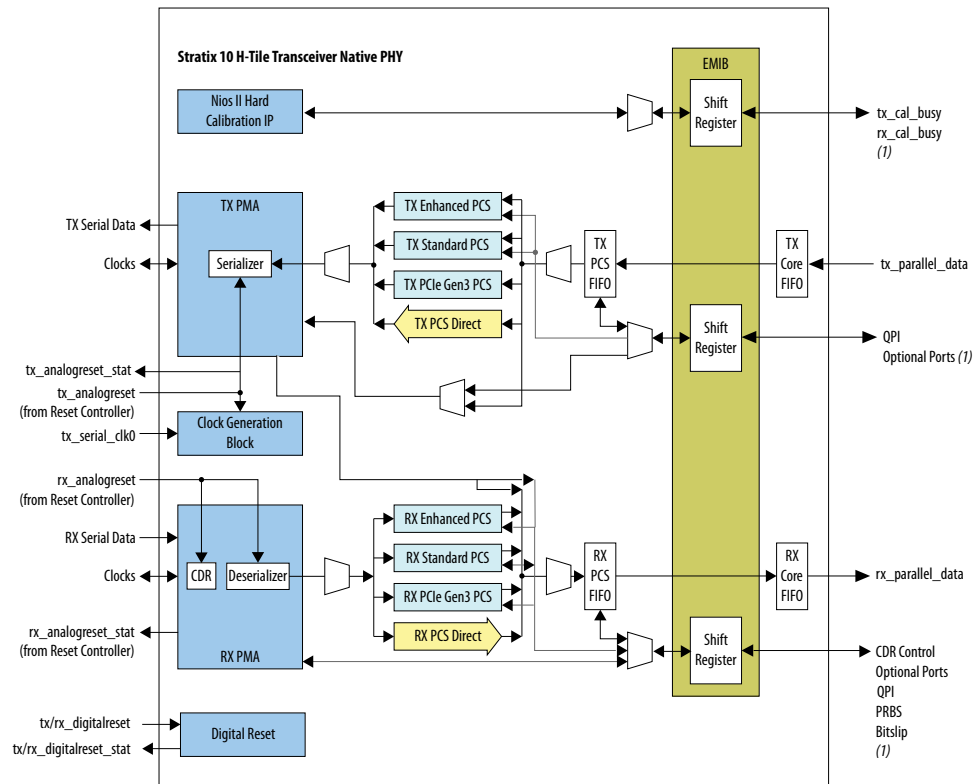 Stratix 10 H-Tile Transceiver Native PHY
EMIB
Nios II Hard
Calibration IP
Shift
Register
tx_cal_busy
rx_cal_busy
(1)
TX PMA
TX Serial Data
Clocks
Serializer
TX Enhanced PCS
TX Standard PCS
TX PCIe Gen3 PCS
TX PCS Direct
TX
PCS
FIFO
TX
Core
FIFO
tx_parallel_data
Shift
Register
QPI
Optional Ports (1)
tx_analogreset_stat
tx_analogreset
(from Reset Controller)
tx_serial_clk0
Clock Generation
Block
rx_analogreset
(from Reset Controller)
RX Serial Data
Clocks
CDR
Deserializer
RX Enhanced PCS
RX Standard PCS
RX PCIe Gen3 PCS
RX PCS Direct
RX
PCS
FIFO
RX
Core
FIFO
rx_parallel_data
rx_analogreset_stat
(from Reset Controller)
RX PMA
Shift
Register
CDR Control
Optional Ports
QPI
PRBS
Bitslip
(1)
tx/rx_digitalreset
tx/rx_digitalreset_stat
Digital Reset